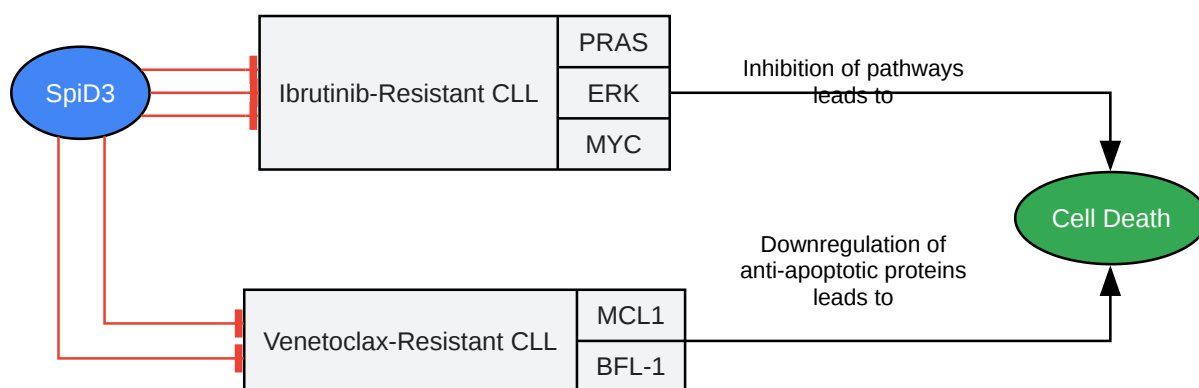 SpiD3
Ibrutinib-Resistant CLL
PRAS
ERK
MYC
Inhibition of pathways
leads to
Cell Death
Downregulation of
anti-apoptotic proteins
leads to
Venetoclax-Resistant CLL
MCL1
BFL-1